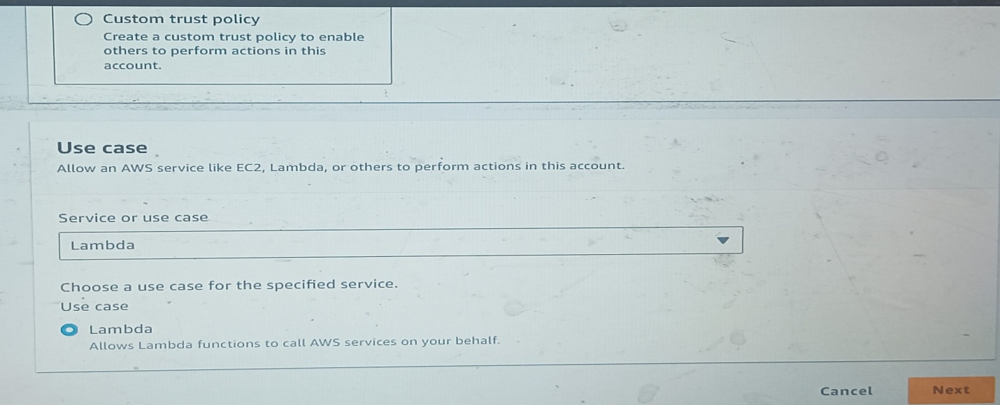 Custom trust policy
Create a custom trust policy to enable
others to perform actions in this
account.
Use case
Allow an AWS service like EC2, Lambda, or others to perform actions in this account.
Service or use case
Lambda
Choose a use case for the specified service.
Use case
Lambda
Allows Lambda functions to call AWS services on your behalf.
Cancel
Next